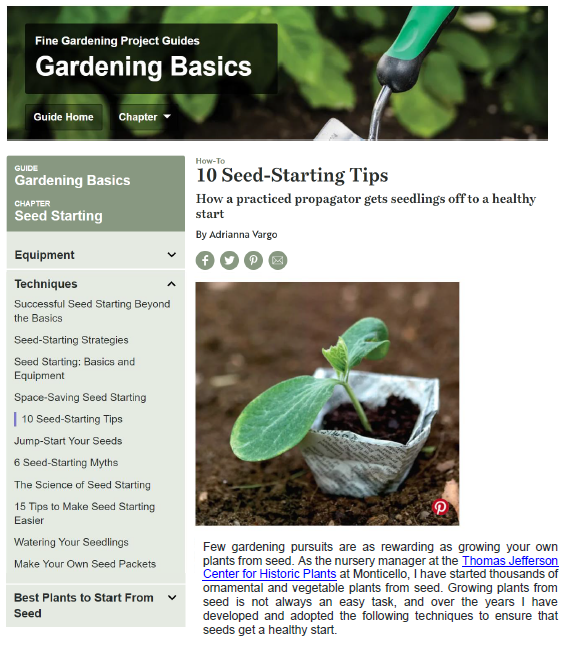 Fine Gardening Project Guides
Gardening Basics
Guide Home
Chapter
GUIDE
Gardening Basics
CHAPTER
Seed Starting
Equipment
Techniques
Successful Seed Starting Beyond
the Basics
Seed-Starting Strategies
Seed Starting: Basics and
Equipment
Space-Saving Seed Starting
10 Seed-Starting Tips
Jump-Start Your Seeds
6 Seed-Starting Myths
The Science of Seed Starting
15 Tips to Make Seed Starting
Easier
Watering Your Seedlings
Make Your Own Seed Packets
Best Plants to Start From
Seed
How-To
10 Seed-Starting Tips
How a practiced propagator gets seedlings off to a healthy
start
By Adrianna Vargo
Few gardening pursuits are as rewarding as growing your own
plants from seed. As the nursery manager at the Thomas Jefferson
Center for Historic Plants at Monticello, I have started thousands of
ornamental and vegetable plants from seed. Growing plants from
seed is not always an easy task, and over the years I have
developed and adopted the following techniques to ensure that
seeds get a healthy start.